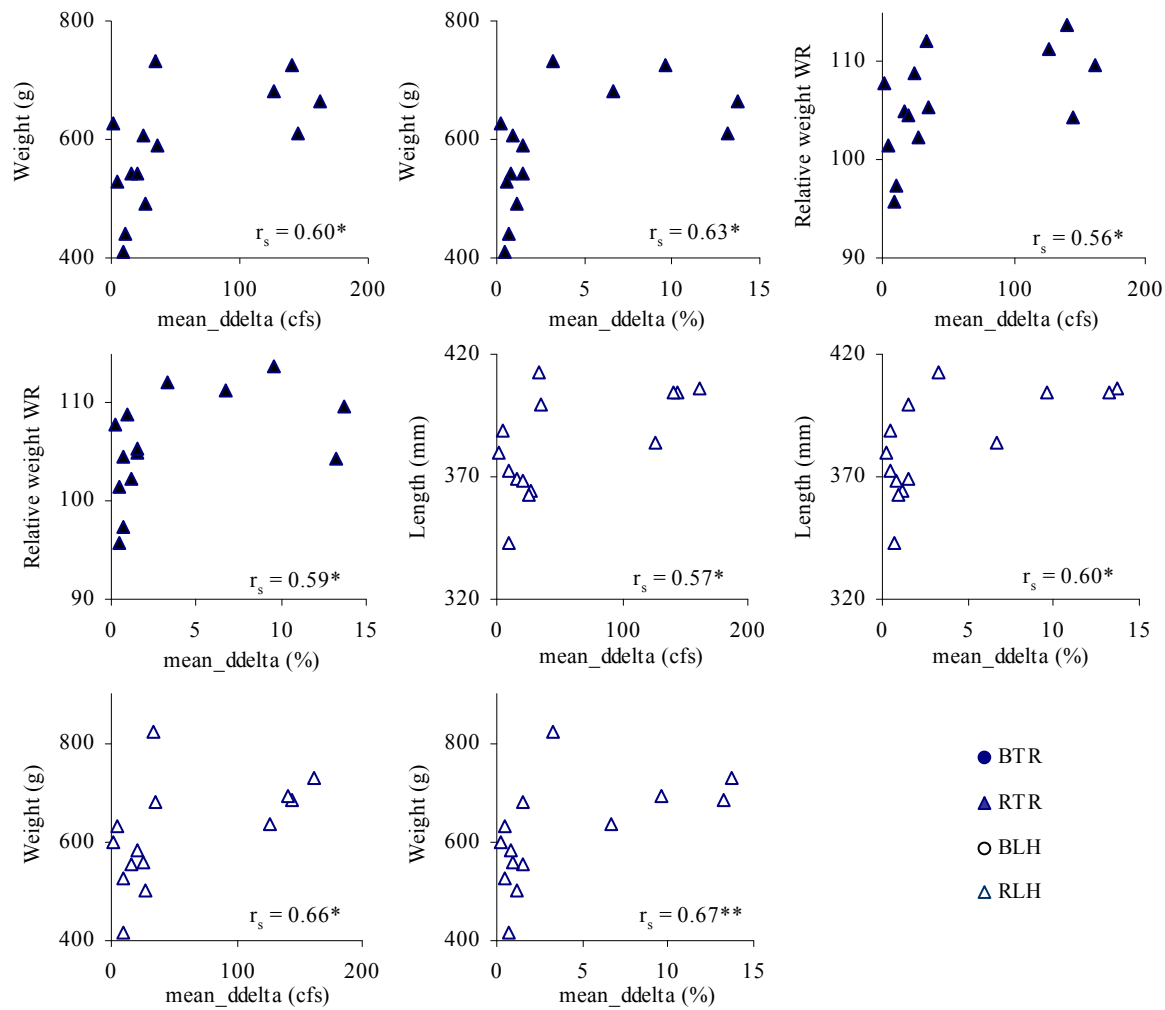 800
600
400
Weight (g)
r_s = 0.60*
0 100 200
mean_ddelta (cfs)
800
600
400
Weight (g)
r_s = 0.63*
0 5 10 15
mean_ddelta (%)
110
100
90
Relative weight WR
r_s = 0.56*
0 100 200
mean_ddelta (cfs)
110
100
90
Relative weight WR
r_s = 0.59*
0 5 10 15
mean_ddelta (%)
420
370
320
Length (mm)
r_s = 0.57*
0 100 200
mean_ddelta (cfs)
420
370
320
Length (mm)
r_s = 0.60*
0 5 10 15
mean_ddelta (%)
800
600
400
Weight (g)
r_s = 0.66*
0 100 200
mean_ddelta (cfs)
800
600
400
Weight (g)
r_s = 0.67**
0 5 10 15
mean_ddelta (%)
BTR
RTR
BLH
RLH